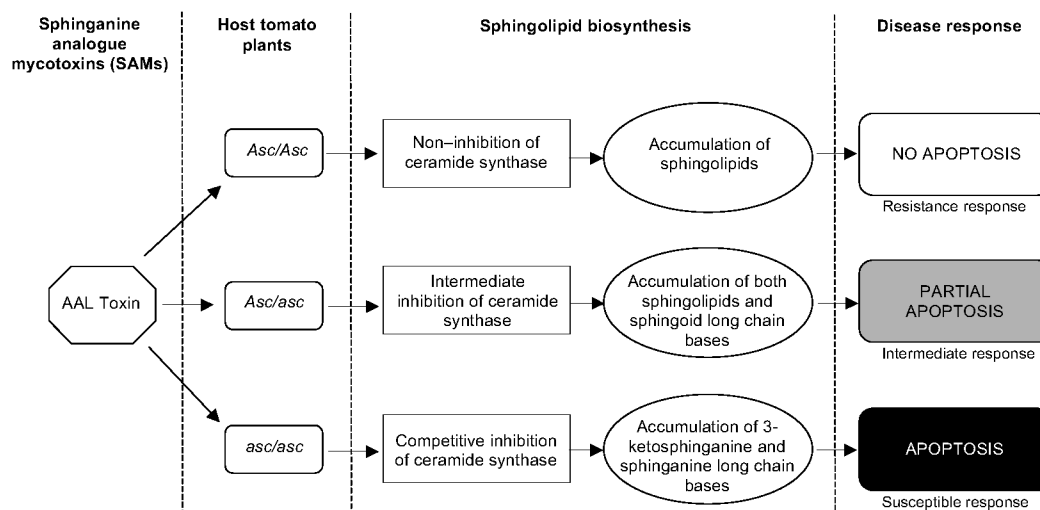 Sphinganine
analogue
mycotoxins (SAMs)
Host tomato
plants
Sphingolipid biosynthesis
Disease response
Asc/Asc
Non–inhibition of
ceramide synthase
Accumulation of
sphingolipids
NO APOPTOSIS
Resistance response
AAL Toxin
Asc/asc
Intermediate
inhibition of ceramide
synthase
Accumulation of both
sphingolipids and
sphingoid long chain
bases
PARTIAL
APOPTOSIS
Intermediate response
asc/asc
Competitive inhibition
of ceramide synthase
Accumulation of 3-
ketosphinganine and
sphinganine long chain
bases
APOPTOSIS
Susceptible response